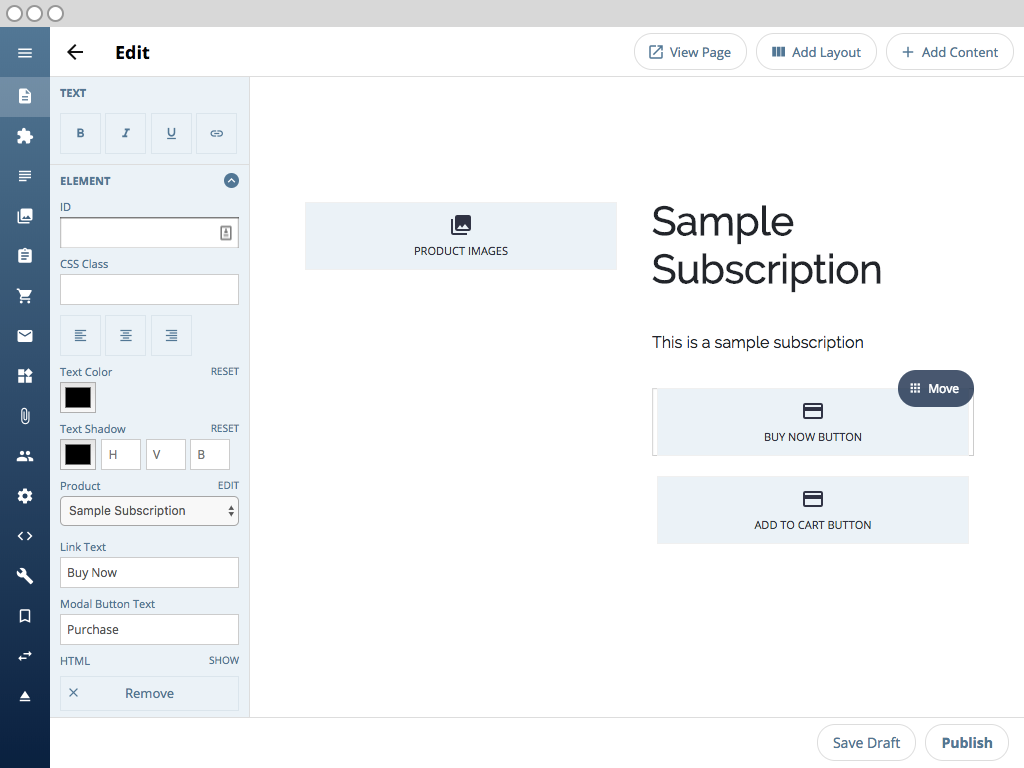 Edit
View Page
Add Layout
Add Content
TEXT
B I U
ELEMENT
ID
CSS Class
Text Color RESET
Text Shadow RESET
H V B
Product EDIT
Sample Subscription
Link Text
Buy Now
Modal Button Text
Purchase
HTML SHOW
Remove
PRODUCT IMAGES
Sample
Subscription
This is a sample subscription
Move
BUY NOW BUTTON
ADD TO CART BUTTON
Save Draft
Publish